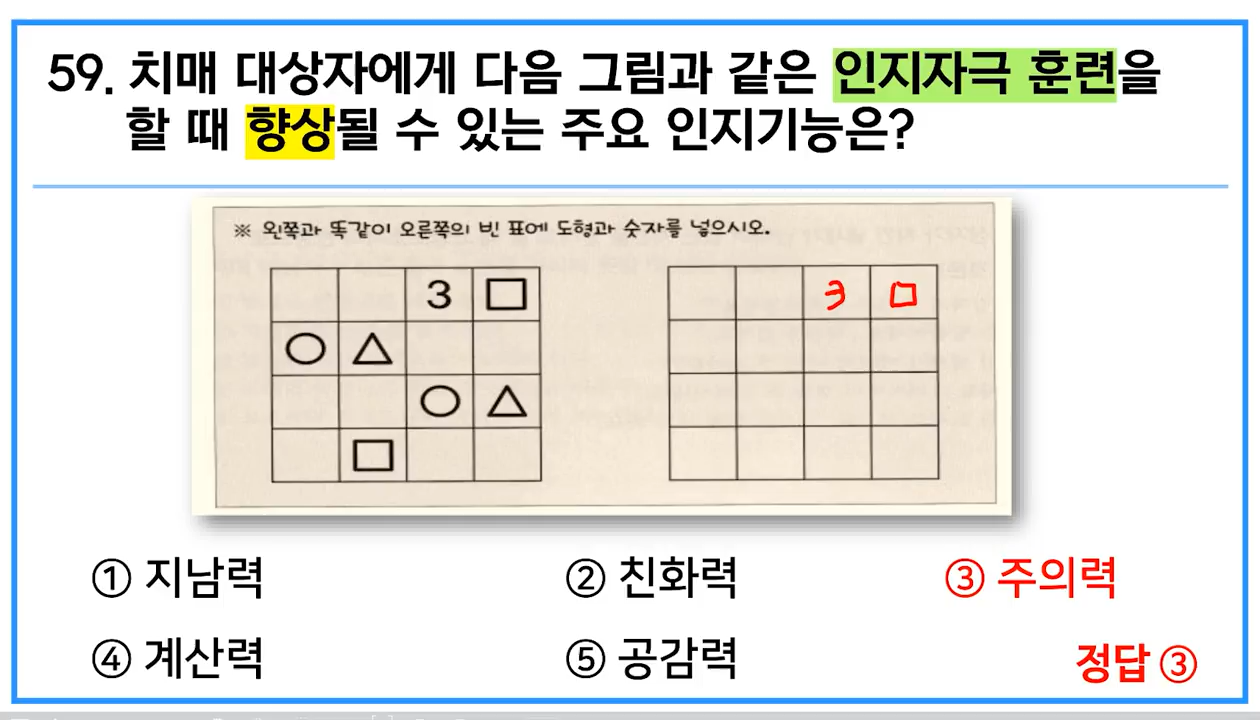 59. 치매 대상자에게 다음 그림과 같은 인지자극 훈련을
할 때 향상될 수 있는 주요 인지기능은?
※ 왼쪽과 똑같이 오른쪽의 빈 표에 도형과 숫자를 넣으시오.
3 □ 3 □
○ △
○ △
□
① 지남력 ② 친화력 ③ 주의력
④ 계산력 ⑤ 공감력
정답 ③